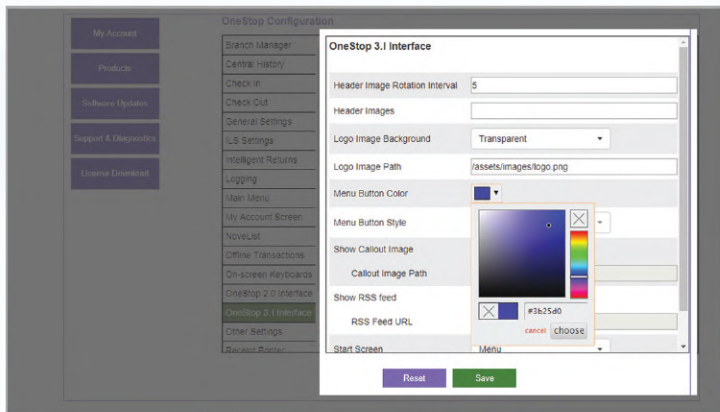 OneStop Configuration
My Account
Products
Software Updates
Support & Diagnostics
License Download
Branch Manager
Central History
Check In
Check Out
General Settings
ILS Settings
Intelligent Returns
Logging
Main Menu
My Account Screen
NoveList
Offline Transactions
On-screen Keyboards
OneStop 2.0 Interface
OneStop 3.I Interface
Other Settings
Receipt Printer
OneStop 3.I Interface
Header Image Rotation Interval 5
Header Images
Logo Image Background Transparent
Logo Image Path /assets/images/logo.png
Menu Button Color
Menu Button Style
Show Callout Image
Callout Image Path
Show RSS feed
RSS Feed URL
#3b25d0
cancel choose
Start Screen Menu
Reset Save